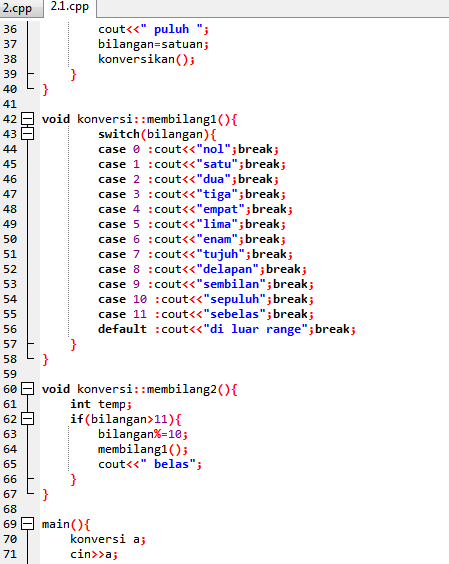 2.cpp 2.1.cpp
36 cout<<" puluh ";
37 bilangan=satuan;
38 konversikan();
39 }
40 }
41
42 void konversi::membilang1(){
43 switch(bilangan){
44 case 0 :cout<<"nol";break;
45 case 1 :cout<<"satu";break;
46 case 2 :cout<<"dua";break;
47 case 3 :cout<<"tiga";break;
48 case 4 :cout<<"empat";break;
49 case 5 :cout<<"lima";break;
50 case 6 :cout<<"enam";break;
51 case 7 :cout<<"tujuh";break;
52 case 8 :cout<<"delapan";break;
53 case 9 :cout<<"sembilan";break;
54 case 10 :cout<<"sepuluh";break;
55 case 11 :cout<<"sebelas";break;
56 default :cout<<"di luar range";break;
57 }
58 }
59
60 void konversi::membilang2(){
61 int temp;
62 if(bilangan>11){
63 bilangan%=10;
64 membilang1();
65 cout<<" belas";
66 }
67 }
68
69 main(){
70 konversi a;
71 cin>>a;